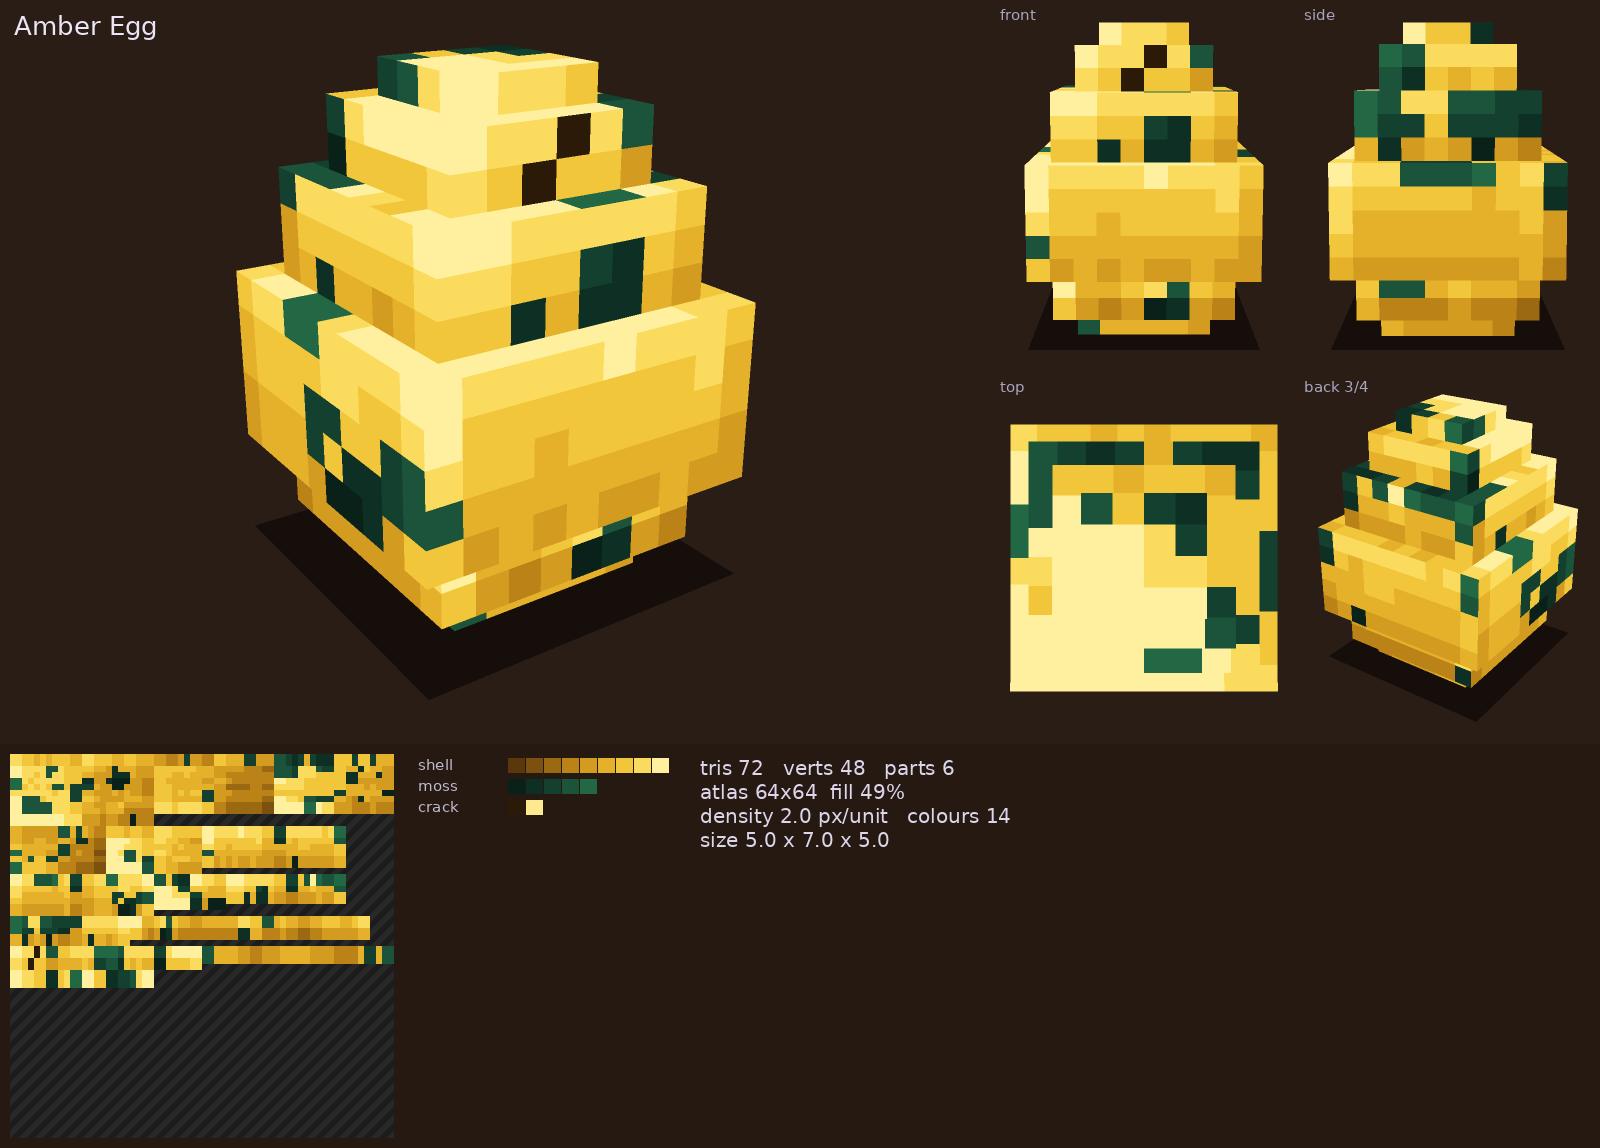 Amber Egg
front
side
top
back 3/4
shell
moss
crack
tris 72 verts 48 parts 6
atlas 64x64 fill 49%
density 2.0 px/unit colours 14
size 5.0 x 7.0 x 5.0